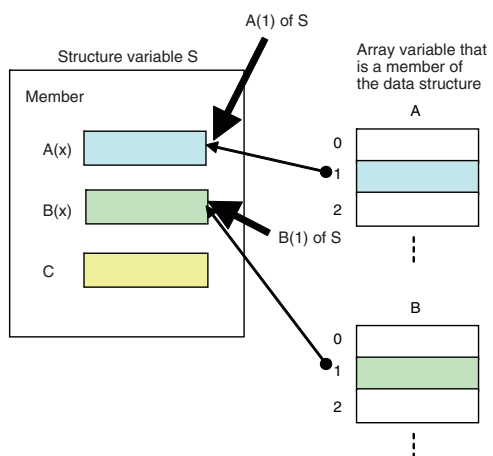 A(1) of S
Structure variable S
Array variable that
is a member of
the data structure
Member
A
A(x)
0
1
2
B(x)
B(1) of S
C
B
0
1
2